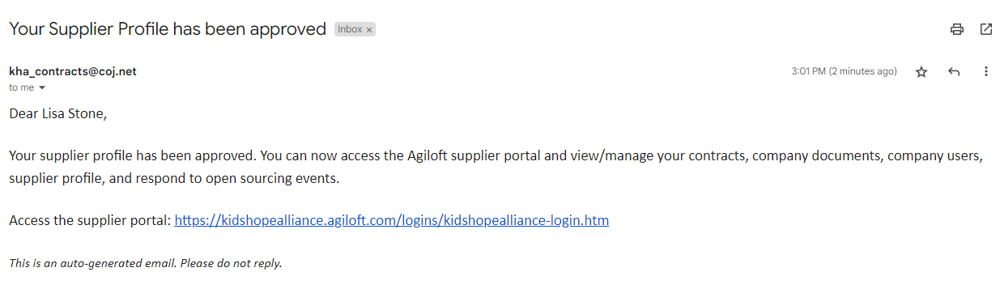 Your Supplier Profile has been approved Inbox ×
kha_contracts@coj.net 3:01 PM (2 minutes ago)
to me
Dear Lisa Stone,
Your supplier profile has been approved. You can now access the Agiloft supplier portal and view/manage your contracts, company documents, company users,
supplier profile, and respond to open sourcing events.
Access the supplier portal: https://kidshopealliance.agiloft.com/logins/kidshopealliance-login.htm
This is an auto-generated email. Please do not reply.